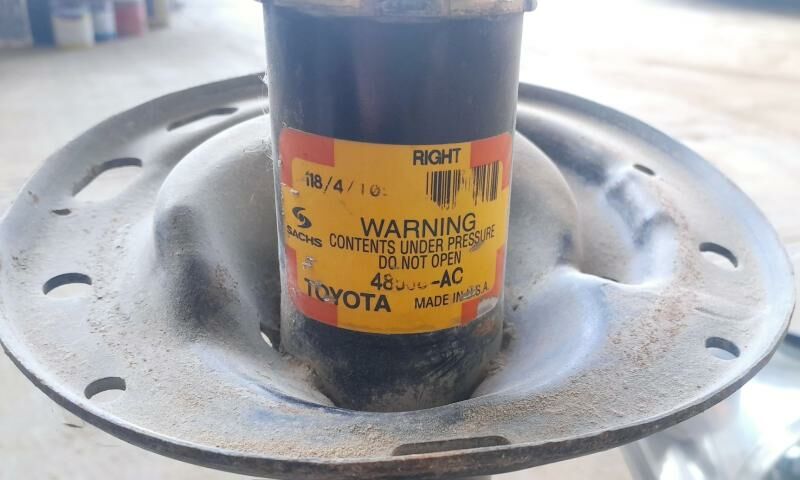 RIGHT
SACHS
WARNING
CONTENTS UNDER PRESSURE
DO NOT OPEN
-AC
TOYOTA
MADE IN